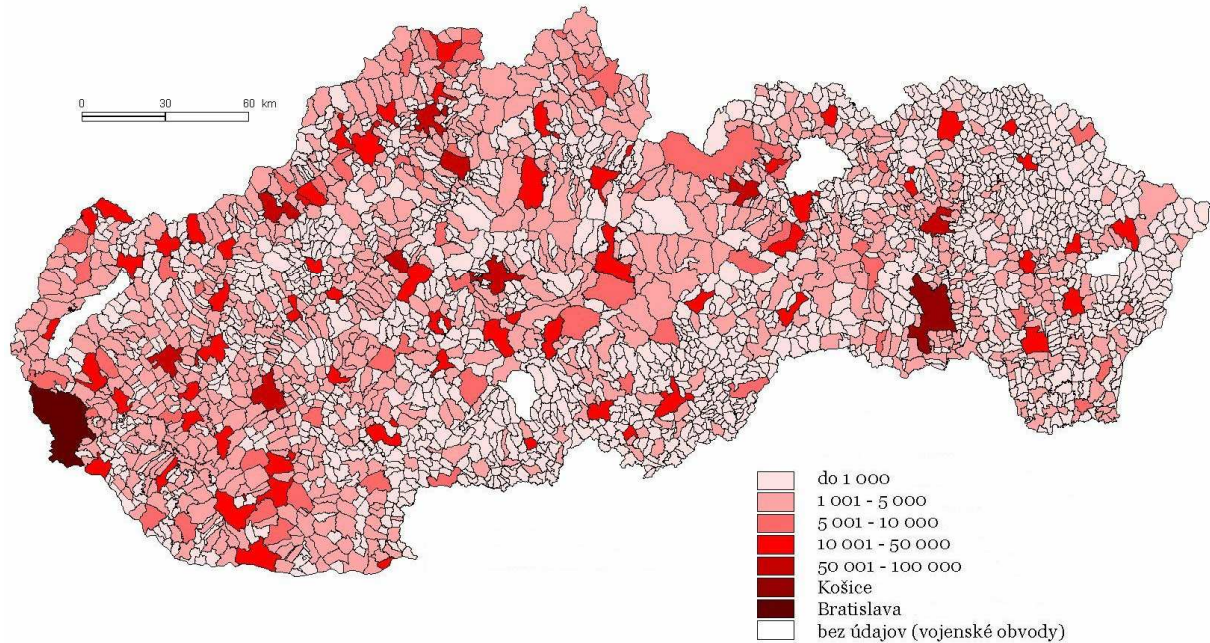 0 30 60 km
do 1 000
1 001 - 5 000
5 001 - 10 000
10 001 - 50 000
50 001 - 100 000
Košice
Bratislava
bez údajov (vojenské obvody)